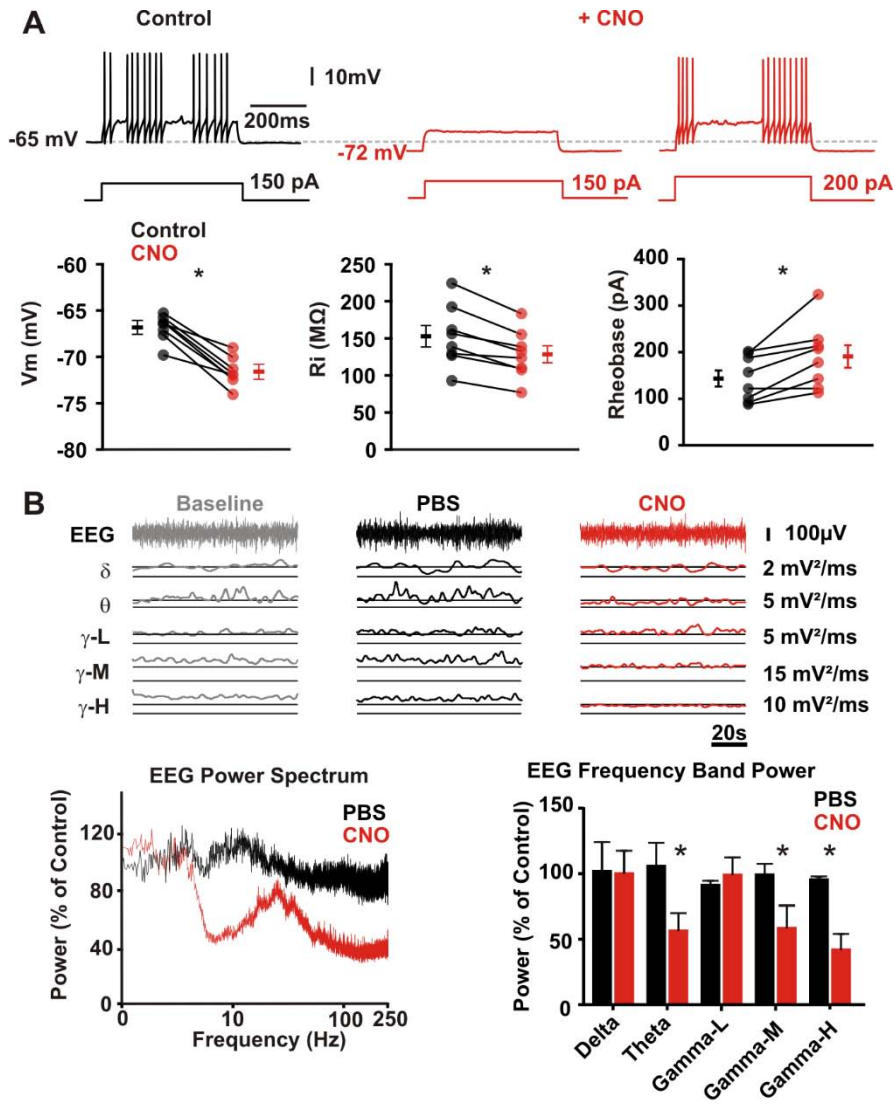 A
Control
+ CNO
10mV
200ms
-65 mV
-72 mV
150 pA
150 pA
200 pA
Control
CNO
*
*
*
Vm (mV)
-60
-65
-70
-75
-80
Ri (MΩ)
250
200
150
100
50
0
Rheobase (pA)
400
300
200
100
0
B
Baseline
PBS
CNO
EEG
100µV
δ
2 mV²/ms
θ
5 mV²/ms
γ-L
5 mV²/ms
γ-M
15 mV²/ms
γ-H
10 mV²/ms
20s
EEG Power Spectrum
PBS
CNO
Power (% of Control)
120
80
40
0
0
10
100
250
Frequency (Hz)
EEG Frequency Band Power
PBS
CNO
*
*
*
Power (% of Control)
150
100
50
0
Delta
Theta
Gamma-L
Gamma-M
Gamma-H